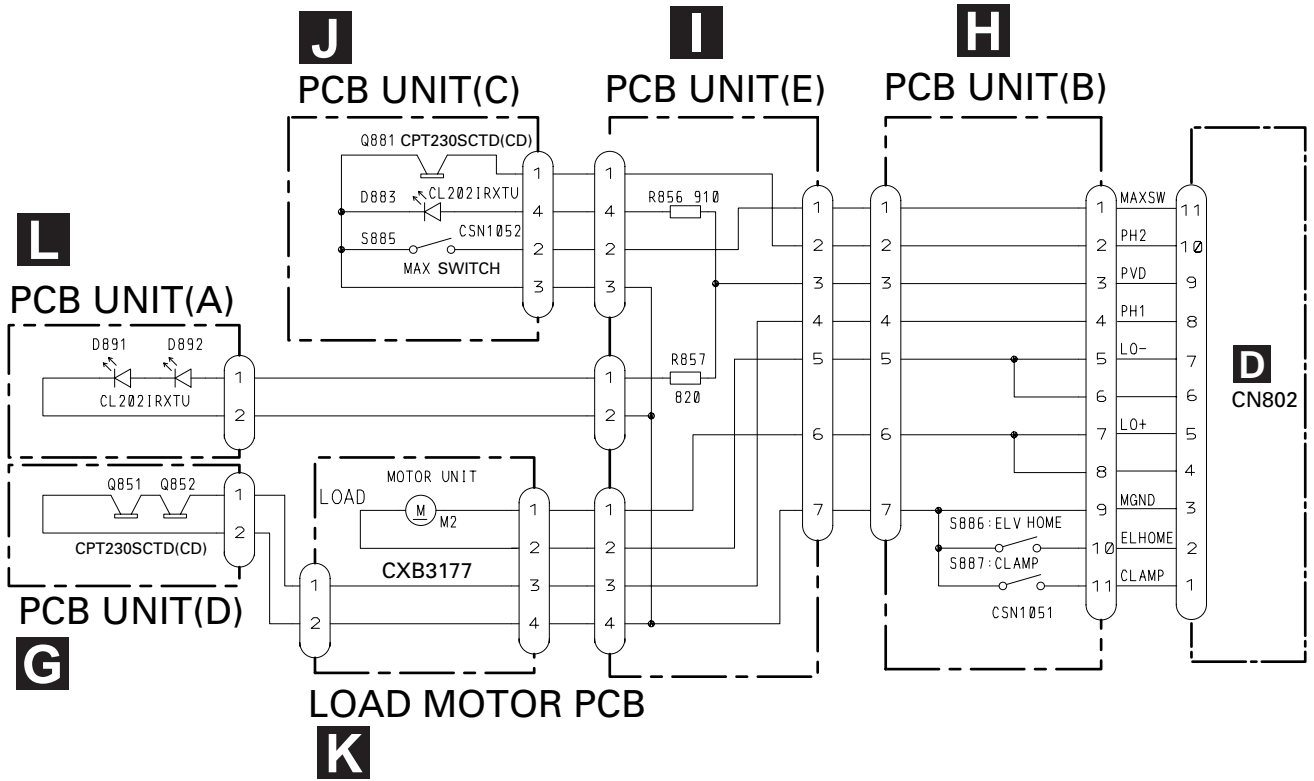 J
I
H
PCB UNIT(C)
PCB UNIT(E)
PCB UNIT(B)
Q881 CPT230SCTD(CD)
1
1
D883
CL202IRXTU
R856 910
4
4
1
1
1
MAXSW
11
S885
CSN1052
2
2
2
2
2
PH2
10
MAX SWITCH
3
3
3
3
3
PVD
9
L
PCB UNIT(A)
4
4
4
PH1
8
D891 D892
R857
5
5
5
LO-
7
1
1
CL202IRXTU
820
6
6
D
CN802
2
2
6
6
7
LO+
5
Q851 Q852
1
LOAD
MOTOR UNIT
8
4
M
M2
1
1
7
7
9
MGND
3
2
S886:ELV HOME
CPT230SCTD(CD)
2
2
10
ELHOME
2
CXB3177
S887:CLAMP
1
3
3
11
CLAMP
1
PCB UNIT(D)
2
4
4
CSN1051
G
LOAD MOTOR PCB
K